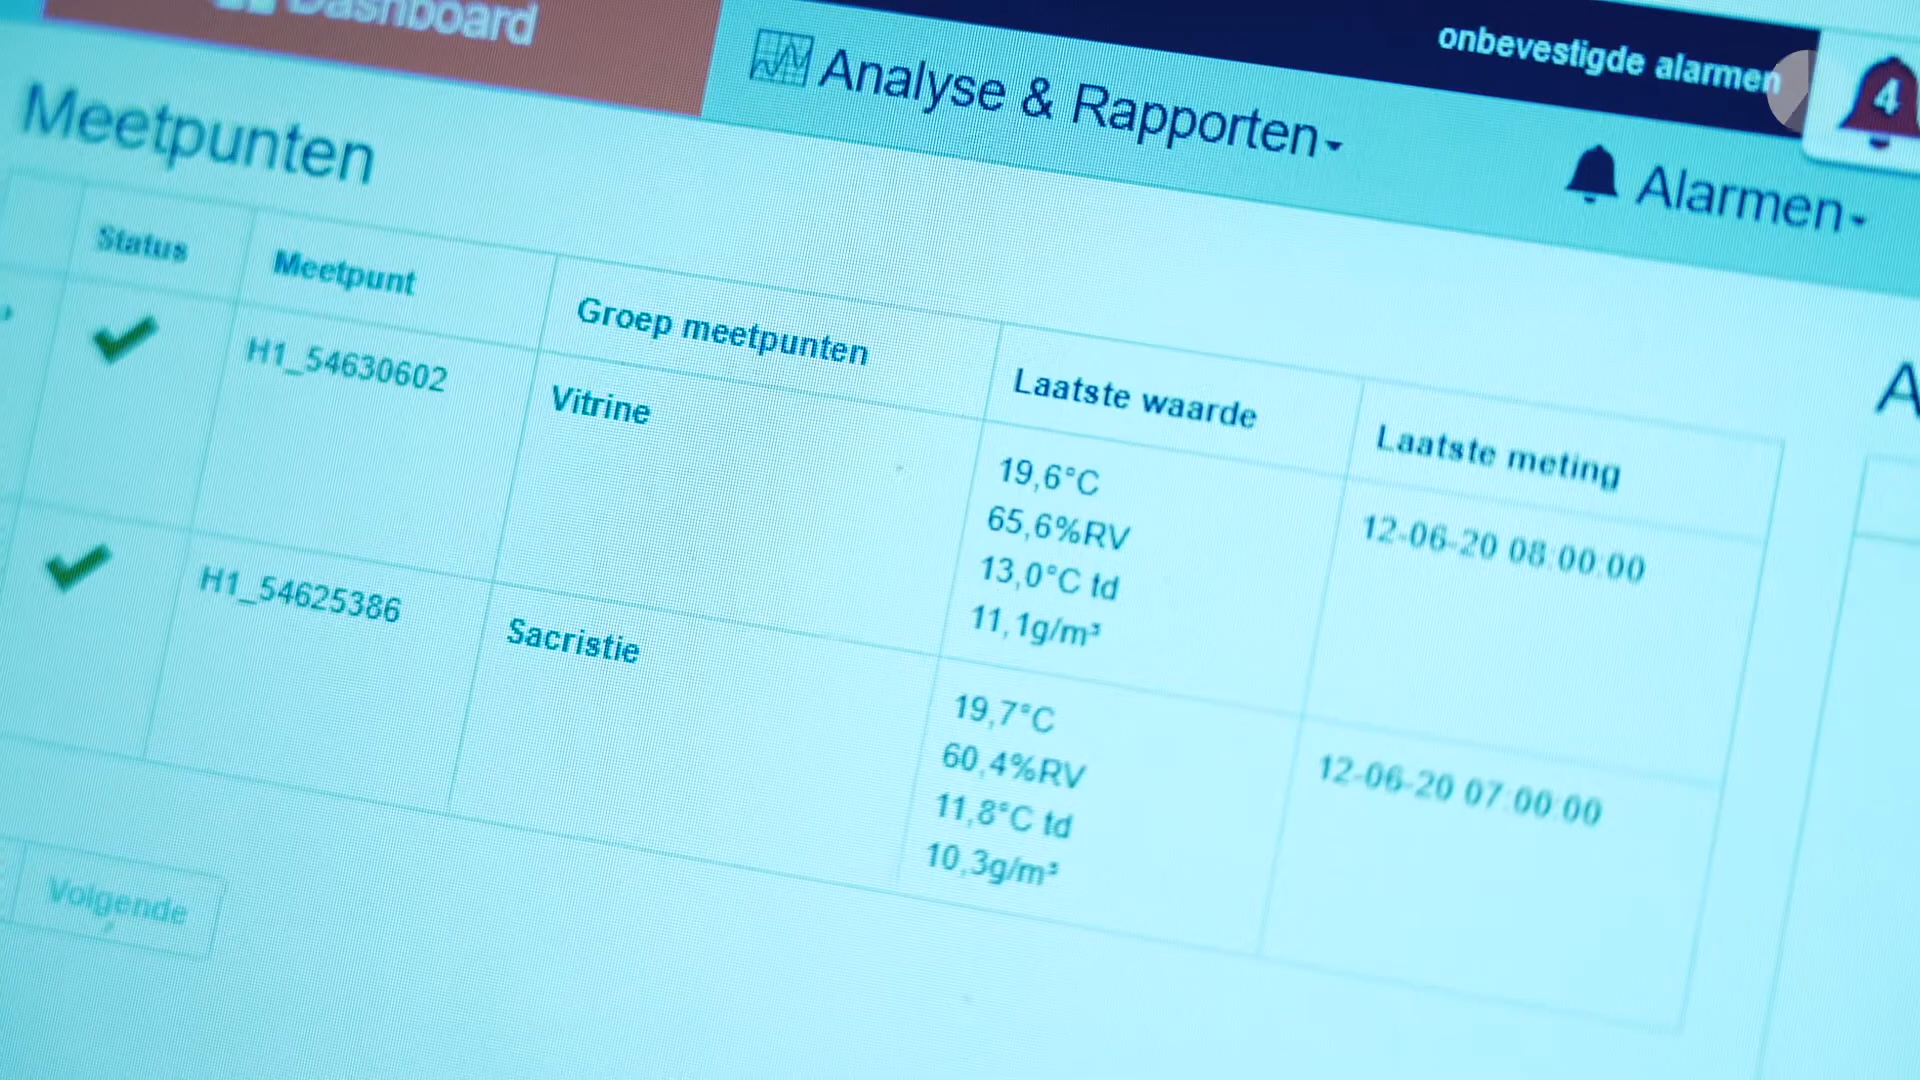 Dashboard
Analyse & Rapporten
onbevestigde alarmen
4
Alarmen
Meetpunten
Status Meetpunt Groep meetpunten Laatste waarde Laatste meting
H1_54630602 Vitrine 19,6°C 12-06-20 08:00:00
65,6%RV
13,0°C td
11,1g/m³
H1_54625386 Sacristie 19,7°C 12-06-20 07:00:00
60,4%RV
11,8°C td
10,3g/m³
Volgende